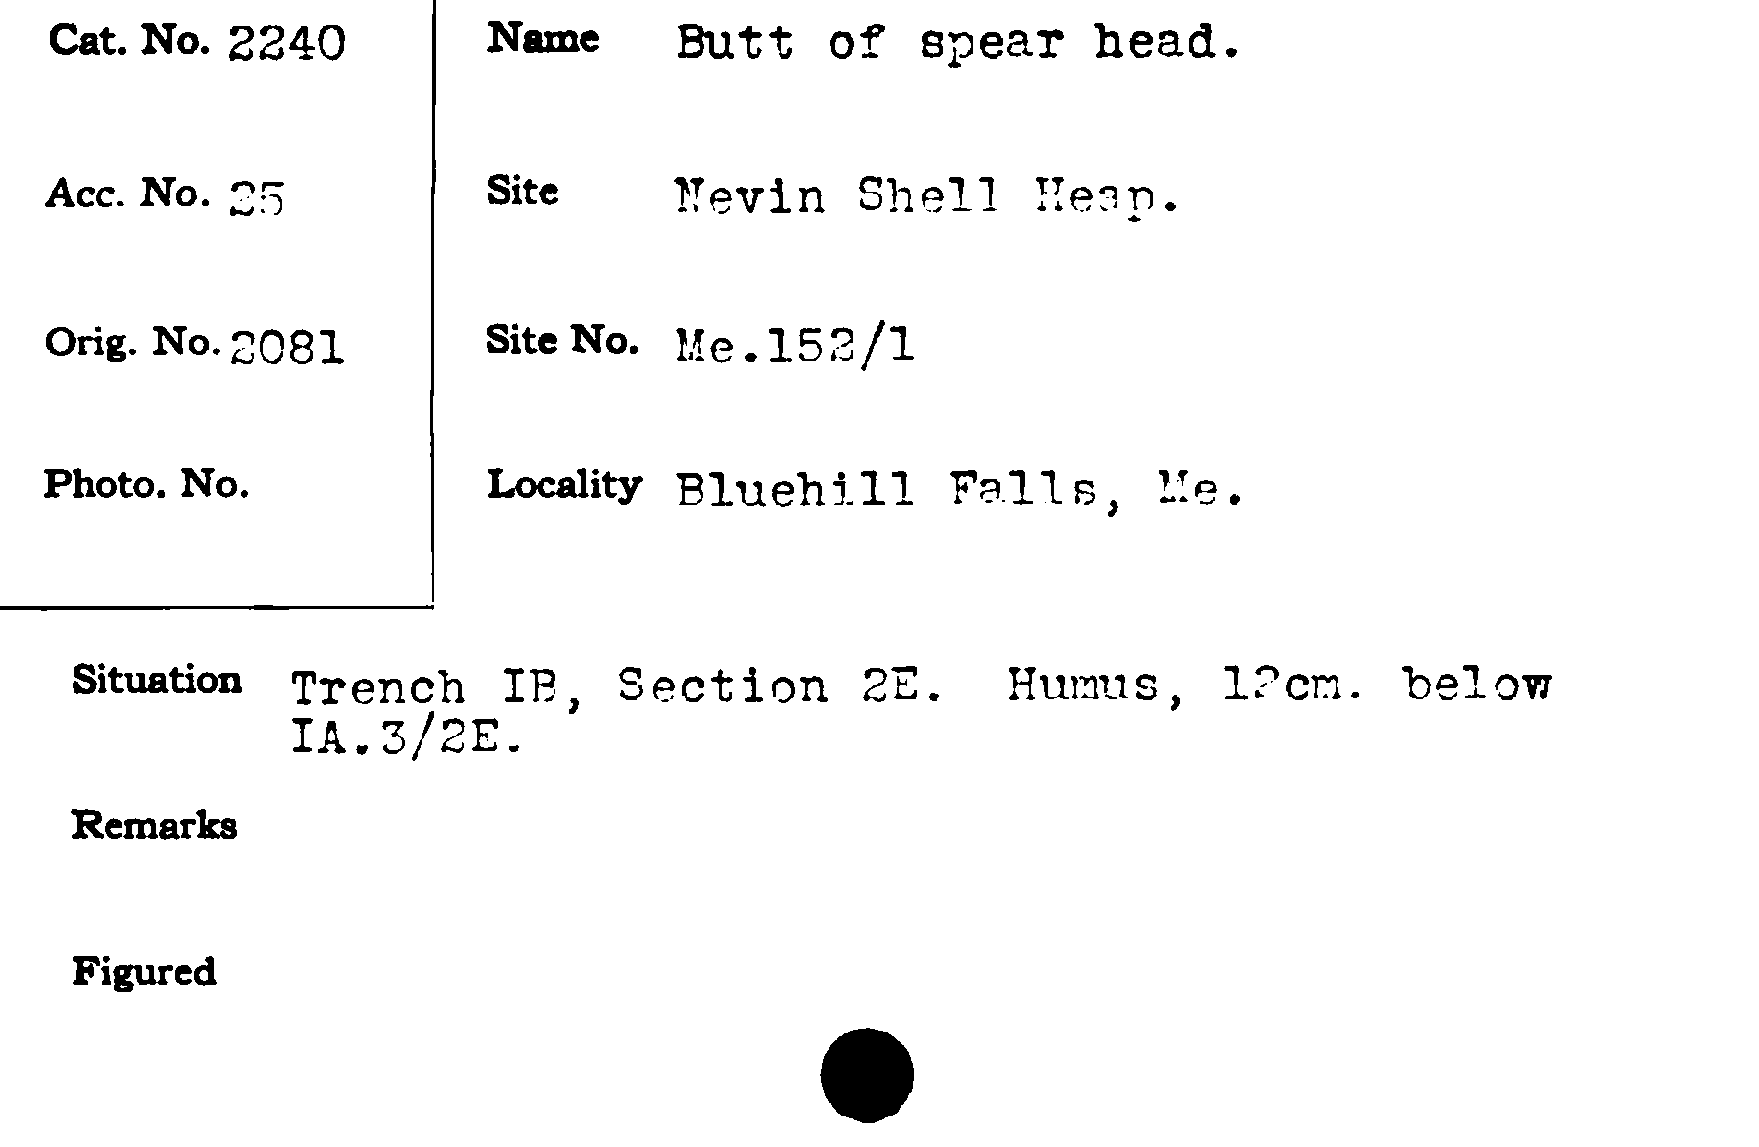 Cat. No. 2240
Name Butt of spear head.
Acc. No. 25
Site Nevin Shell Heap.
Orig. No. 2081
Site No. Me.152/1
Photo. No.
Locality Bluehill Falls, Me.
Situation Trench IB, Section 2E. Humus, 12cm. below
IA.3/2E.
Remarks
Figured